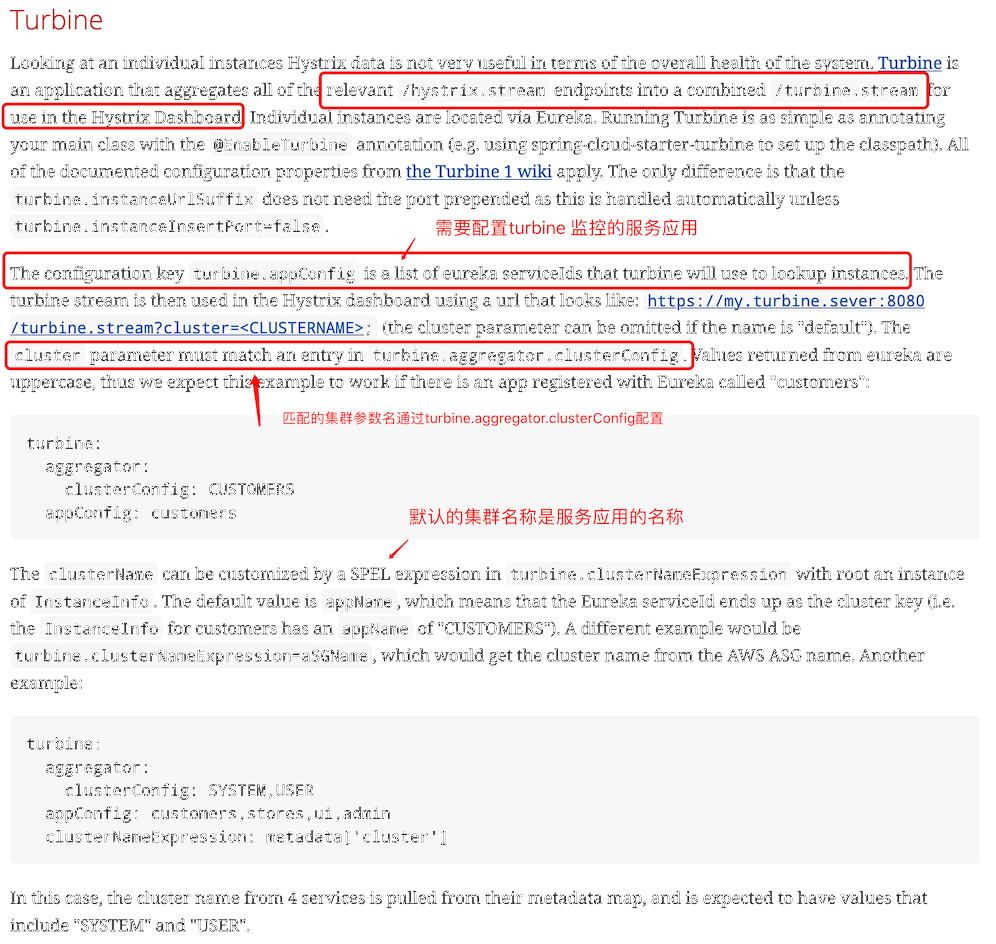 Turbine
Looking at an individual instances Hystrix data is not very useful in terms of the overall health of the system. Turbine is
an application that aggregates all of the relevant /hystrix.stream endpoints into a combined /turbine.stream for
use in the Hystrix Dashboard. Individual instances are located via Eureka. Running Turbine is as simple as annotating
your main class with the @EnableTurbine annotation (e.g. using spring-cloud-starter-turbine to set up the classpath). All
of the documented configuration properties from the Turbine 1 wiki apply. The only difference is that the
turbine.instanceUrlSuffix does not need the port prepended as this is handled automatically unless
turbine.instanceInsertPort=false.
需要配置turbine 监控的服务应用
The configuration key turbine.appConfig is a list of eureka serviceIds that turbine will use to lookup instances. The
turbine stream is then used in the Hystrix dashboard using a url that looks like: https://my.turbine.sever:8080
/turbine.stream?cluster=<CLUSTERNAME>; (the cluster parameter can be omitted if the name is "default"). The
cluster parameter must match an entry in turbine.aggregator.clusterConfig. Values returned from eureka are
uppercase, thus we expect this example to work if there is an app registered with Eureka called "customers":
匹配的集群参数名通过turbine.aggregator.clusterConfig配置
turbine:
  aggregator:
    clusterConfig: CUSTOMERS
  appConfig: customers
默认的集群名称是服务应用的名称
The clusterName can be customized by a SPEL expression in turbine.clusterNameExpression with root an instance
of InstanceInfo. The default value is appName, which means that the Eureka serviceId ends up as the cluster key (i.e.
the InstanceInfo for customers has an appName of "CUSTOMERS"). A different example would be
turbine.clusterNameExpression=aSGName, which would get the cluster name from the AWS ASG name. Another
example:
turbine:
  aggregator:
    clusterConfig: SYSTEM,USER
  appConfig: customers,stores,ui,admin
  clusterNameExpression: metadata['cluster']
In this case, the cluster name from 4 services is pulled from their metadata map, and is expected to have values that
include "SYSTEM" and "USER".